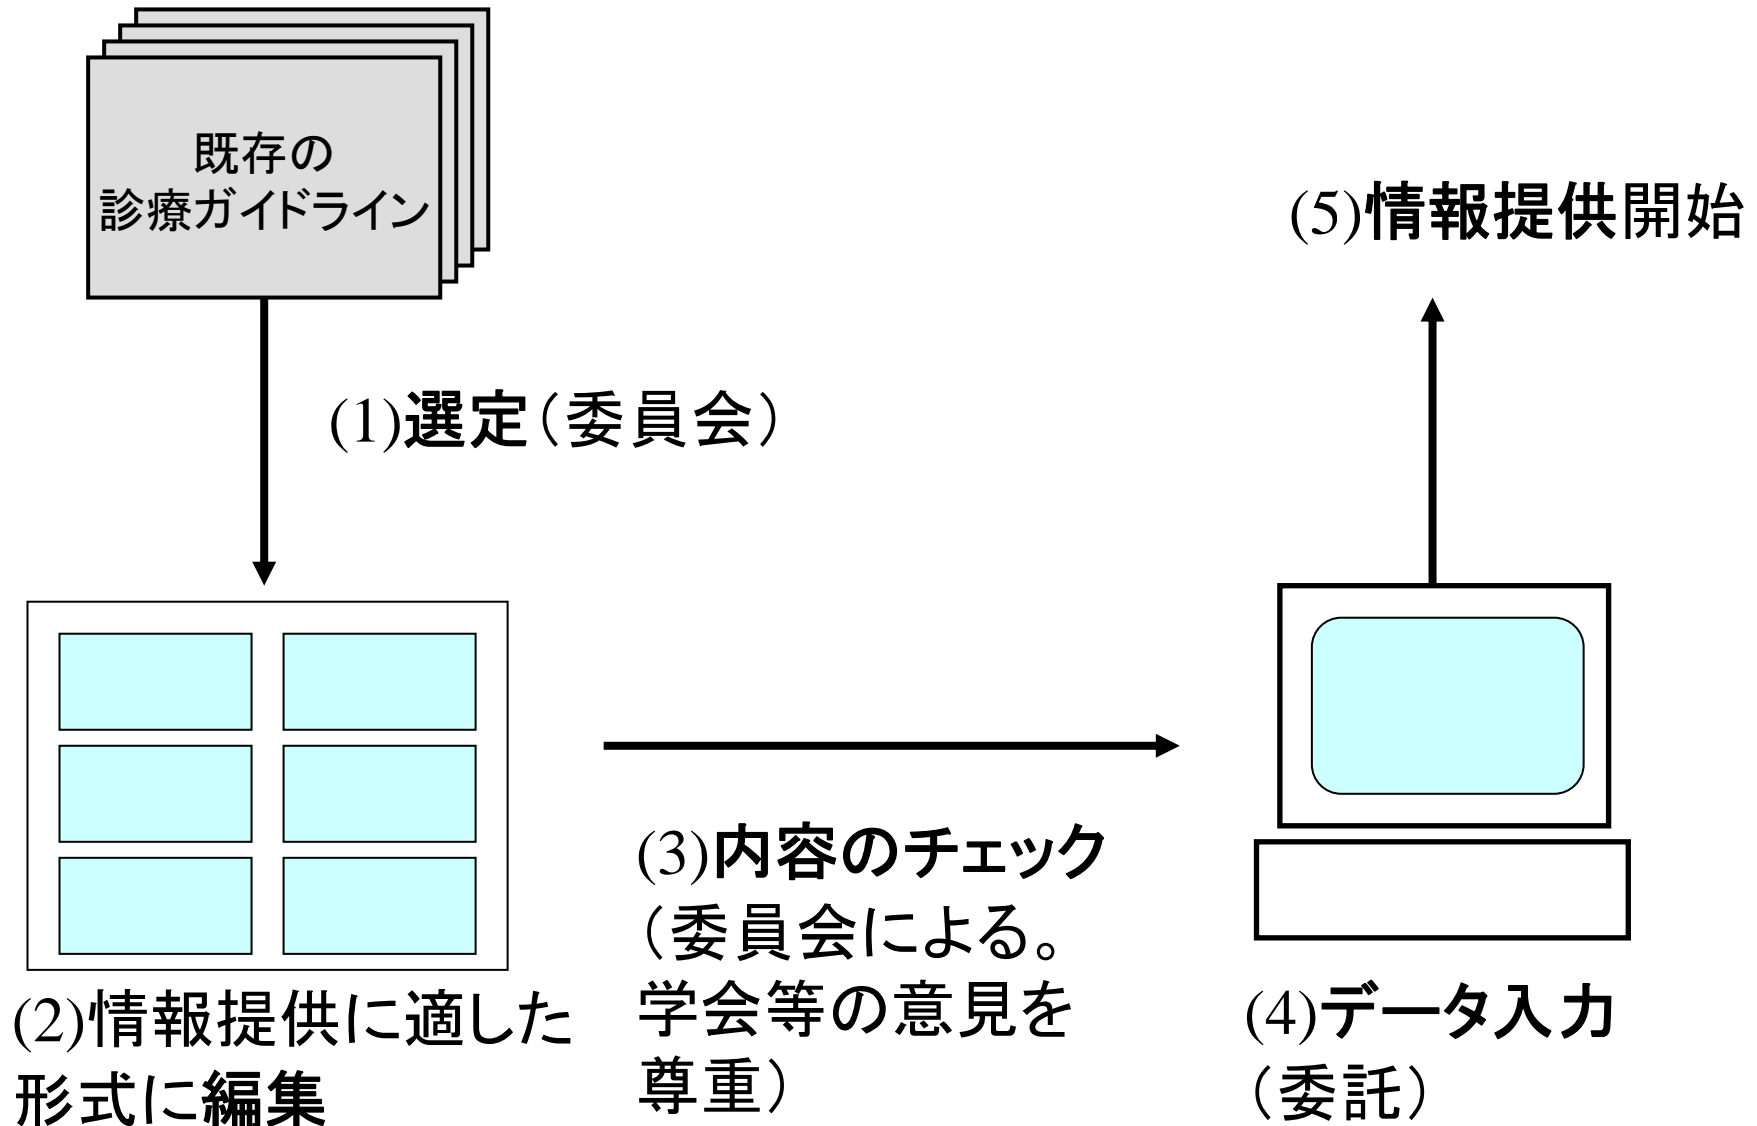 既存の
診療ガイドライン
(1)選定（委員会）
(2)情報提供に適した
形式に編集
(3)内容のチェック
（委員会による。
学会等の意見を
尊重）
(4)データ入力
（委託）
(5)情報提供開始